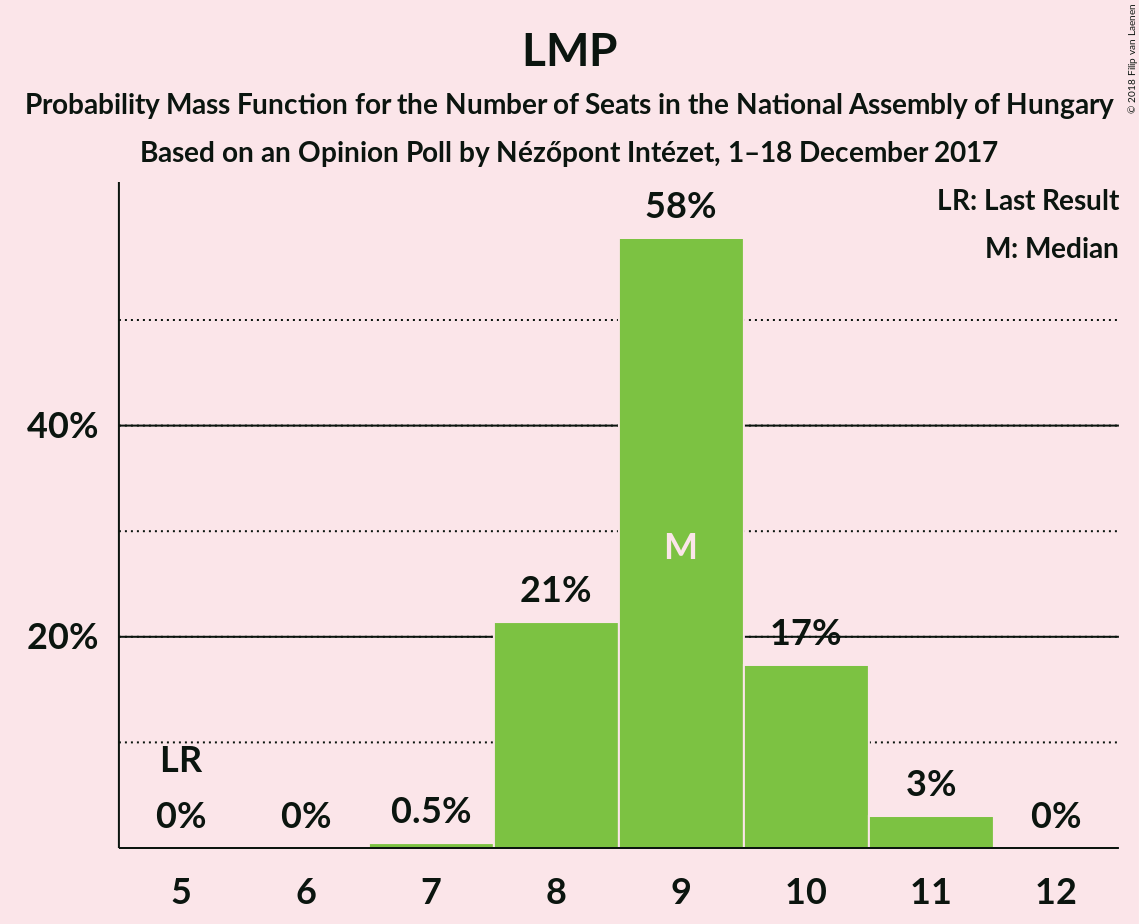 LMP
Probability Mass Function for the Number of Seats in the National Assembly of Hungary
Based on an Opinion Poll by Nézőpont Intézet, 1–18 December 2017
© 2018 Filip van Laenen
LR: Last Result
M: Median
58%
40%
M
21%
20%
17%
LR
0%
0%
0.5%
3%
0%
5 6 7 8 9 10 11 12